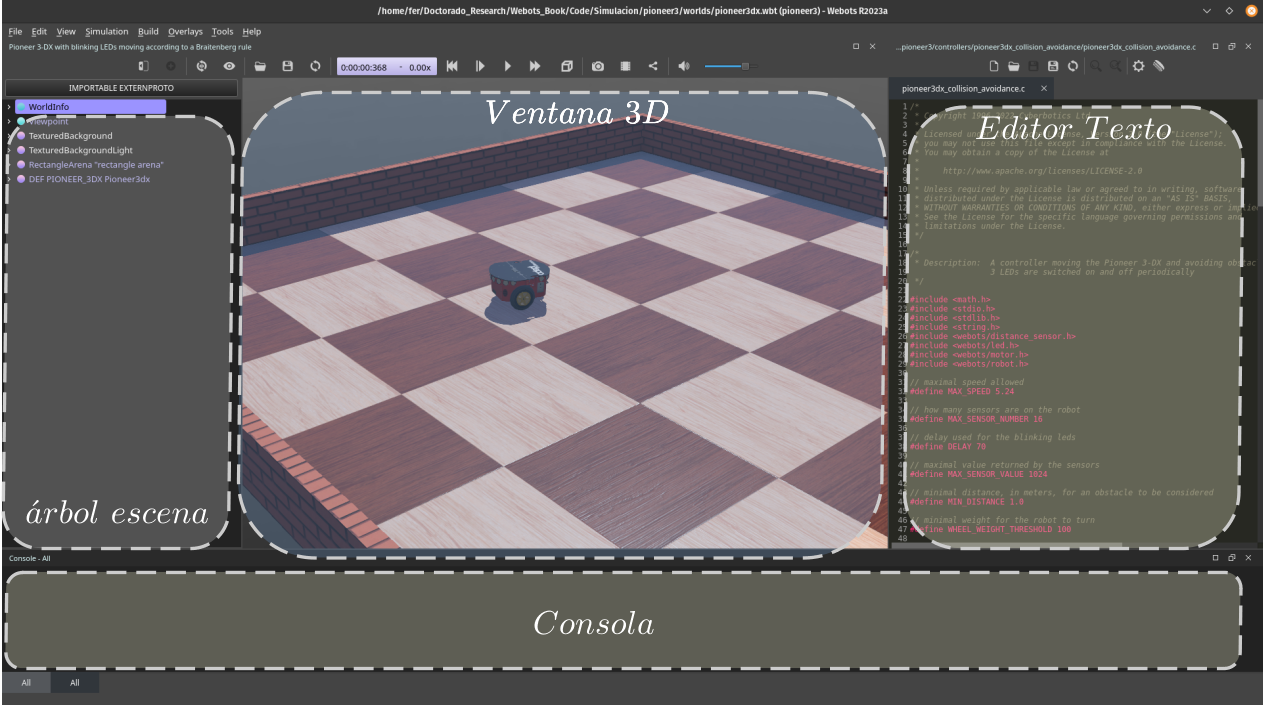 /home/fer/Doctorado_Research/Webots_Book/Code/Simulacion/pioneer3/worlds/pioneer3dx.wbt (pioneer3) - Webots R2023a
File Edit View Simulation Build Overlays Tools Help
Pioneer 3-DX with blinking LEDs moving according to a Braitenberg rule
...pioneer3/controllers/pioneer3dx_collision_avoidance/pioneer3dx_collision_avoidance.c
0:00:00:368 - 0.00x
IMPORTABLE EXTERNPROTO
WorldInfo
Viewpoint
TexturedBackground
TexturedBackgroundLight
RectangleArena "rectangle arena"
DEF PIONEER_3DX Pioneer3dx
árbol escena
Ventana 3D
pioneer3dx_collision_avoidance.c
Editor Texto
1 /*
2 * Copyright Cyberbotics Ltd.
3
4 * Licensed under License");
5 * you may not use this file except in compliance with the License.
6 * You may obtain a copy of the License at
7 *
8 * http://www.apache.org/licenses/LICENSE-2.0
9 *
10 * Unless required by applicable law or agreed to in writing, software
11 * distributed under the License is distributed on an "AS IS" BASIS,
12 * WITHOUT WARRANTIES OR CONDITIONS OF ANY KIND, either express or implie
13 * See the License for the specific language governing permissions and
14 * limitations under the License.
15 */
16
17 /*
18 * Description: A controller moving the Pioneer 3-DX and avoiding obstac
19 * 3 LEDs are switched on and off periodically
20 */
21
22 #include <math.h>
23 #include <stdio.h>
24 #include <stdlib.h>
25 #include <string.h>
26 #include <webots/distance_sensor.h>
27 #include <webots/led.h>
28 #include <webots/motor.h>
29 #include <webots/robot.h>
30
31 // maximal speed allowed
32 #define MAX_SPEED 5.24
33
34 // how many sensors are on the robot
35 #define MAX_SENSOR_NUMBER 16
36
37 // delay used for the blinking leds
38 #define DELAY 70
39
40 // maximal value returned by the sensors
41 #define MAX_SENSOR_VALUE 1024
42
43 // minimal distance, in meters, for an obstacle to be considered
44 #define MIN_DISTANCE 1.0
45
46 // minimal weight for the robot to turn
47 #define WHEEL_WEIGHT_THRESHOLD 100
48
Console - All
Consola
All All